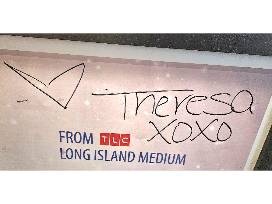 Theresa
XOXO
FROM TLC
LONG ISLAND MEDIUM